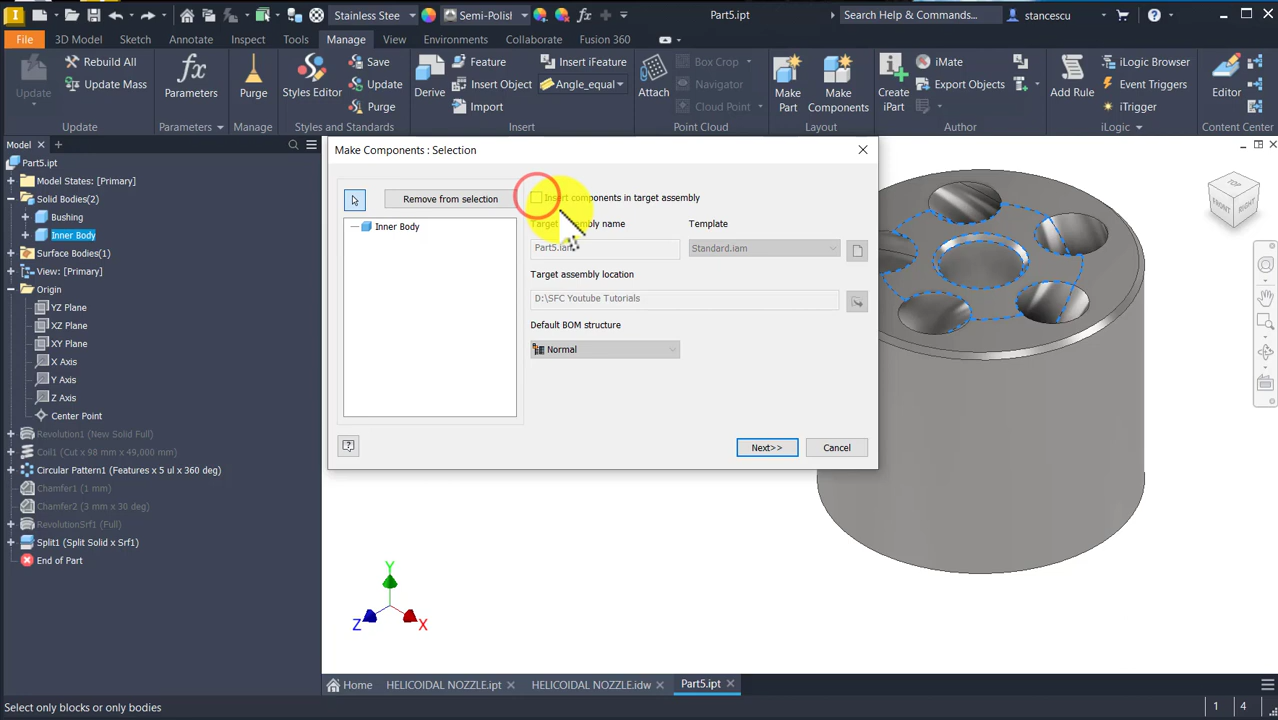 Stainless Steel
Semi-Polisl
Part5.ipt
Search Help & Commands...
stancescu
File
3D Model
Sketch
Annotate
Inspect
Tools
Manage
View
Environments
Collaborate
Fusion 360
Update
Rebuild All
Update Mass
Update
Parameters
Parameters
Purge
Manage
Styles Editor
Save
Update
Purge
Styles and Standards
Derive
Feature
Insert Object
Import
Insert iFeature
Angle_equal
Insert
Attach
Box Crop
Navigator
Cloud Point
Point Cloud
Make
Part
Make
Components
Layout
Create
iPart
iMate
Export Objects
Author
Add Rule
iLogic Browser
Event Triggers
iTrigger
iLogic
Editor
Content Center
Model
Part5.ipt
Model States: [Primary]
Solid Bodies(2)
Bushing
Inner Body
Surface Bodies(1)
View: [Primary]
Origin
YZ Plane
XZ Plane
XY Plane
X Axis
Y Axis
Z Axis
Center Point
Revolution1 (New Solid Full)
Coil1 (Cut x 98 mm x 49,000 mm)
Circular Pattern1 (Features x 5 ul x 360 deg)
Chamfer1 (1 mm)
Chamfer2 (3 mm x 30 deg)
RevolutionSrf1 (Full)
Split1 (Split Solid x Srf1)
End of Part
Make Components : Selection
Remove from selection
Inner Body
Insert components in target assembly
name
Template
Part5.iam
Standard.iam
Target assembly location
D:\SFC Youtube Tutorials
Default BOM structure
Normal
Next>>
Cancel
FRONT
RIGHT
Y
Z
X
Home
HELICOIDAL NOZZLE.ipt
HELICOIDAL NOZZLE.idw
Part5.ipt
Select only blocks or only bodies
1
4